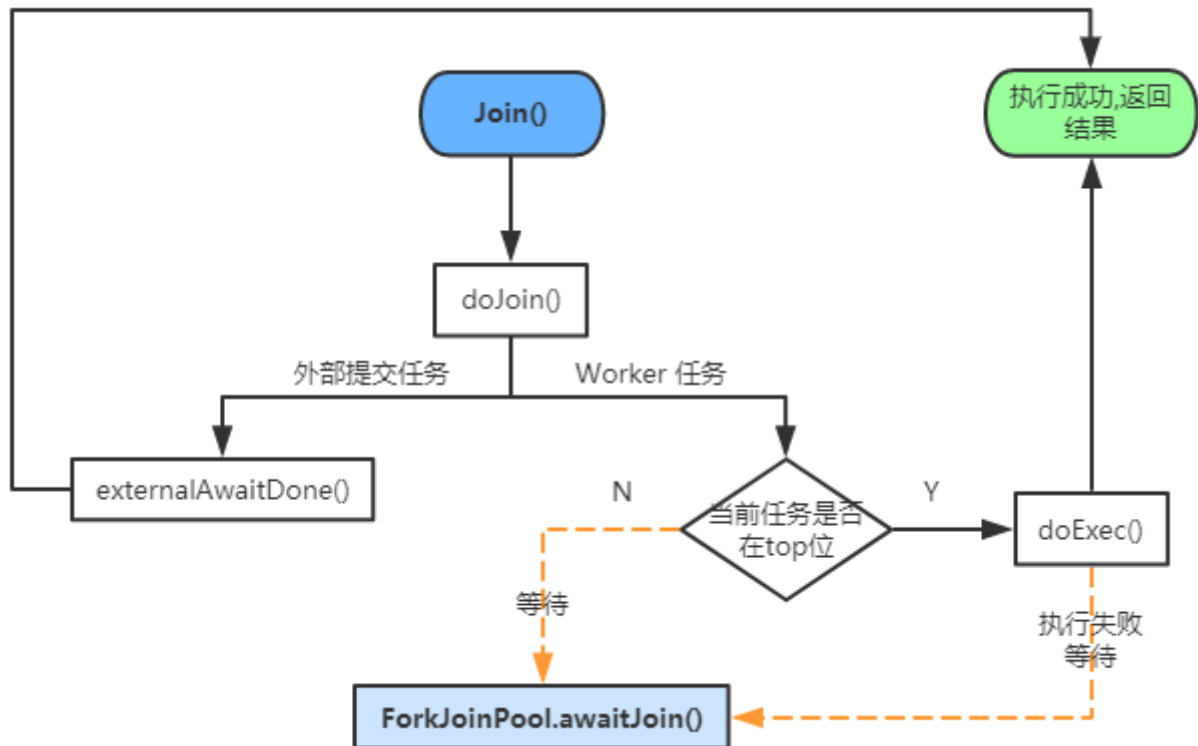 Join()
执行成功,返回
结果
doJoin()
外部提交任务
Worker 任务
externalAwaitDone()
N
当前任务是否
在top位
Y
doExec()
等待
执行失败
等待
ForkJoinPool.awaitJoin()